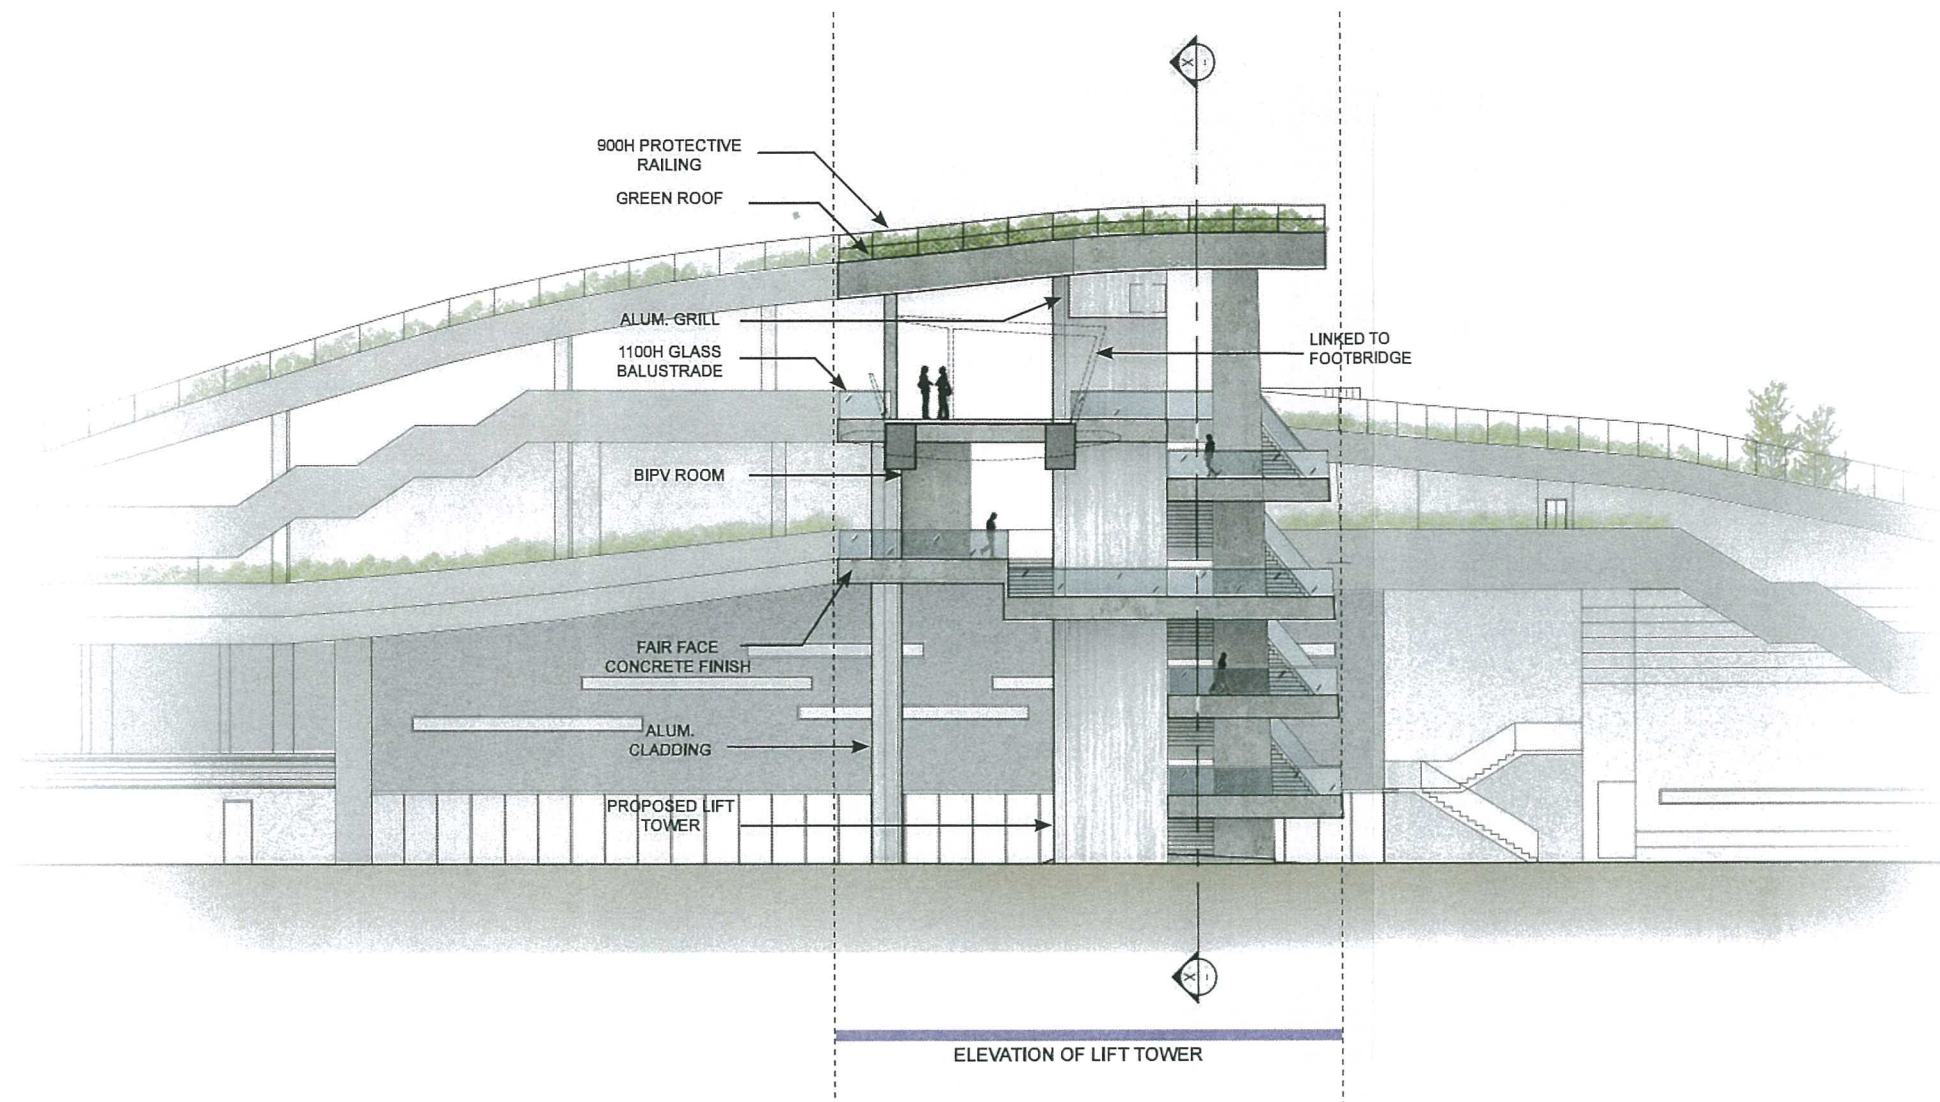 X
900H PROTECTIVE
RAILING
GREEN ROOF
ALUM. GRILL
1100H GLASS
BALUSTRADE
LINKED TO
FOOTBRIDGE
BIPV ROOM
FAIR FACE
CONCRETE FINISH
ALUM.
CLADDING
PROPOSED LIFT
TOWER
X
ELEVATION OF LIFT TOWER